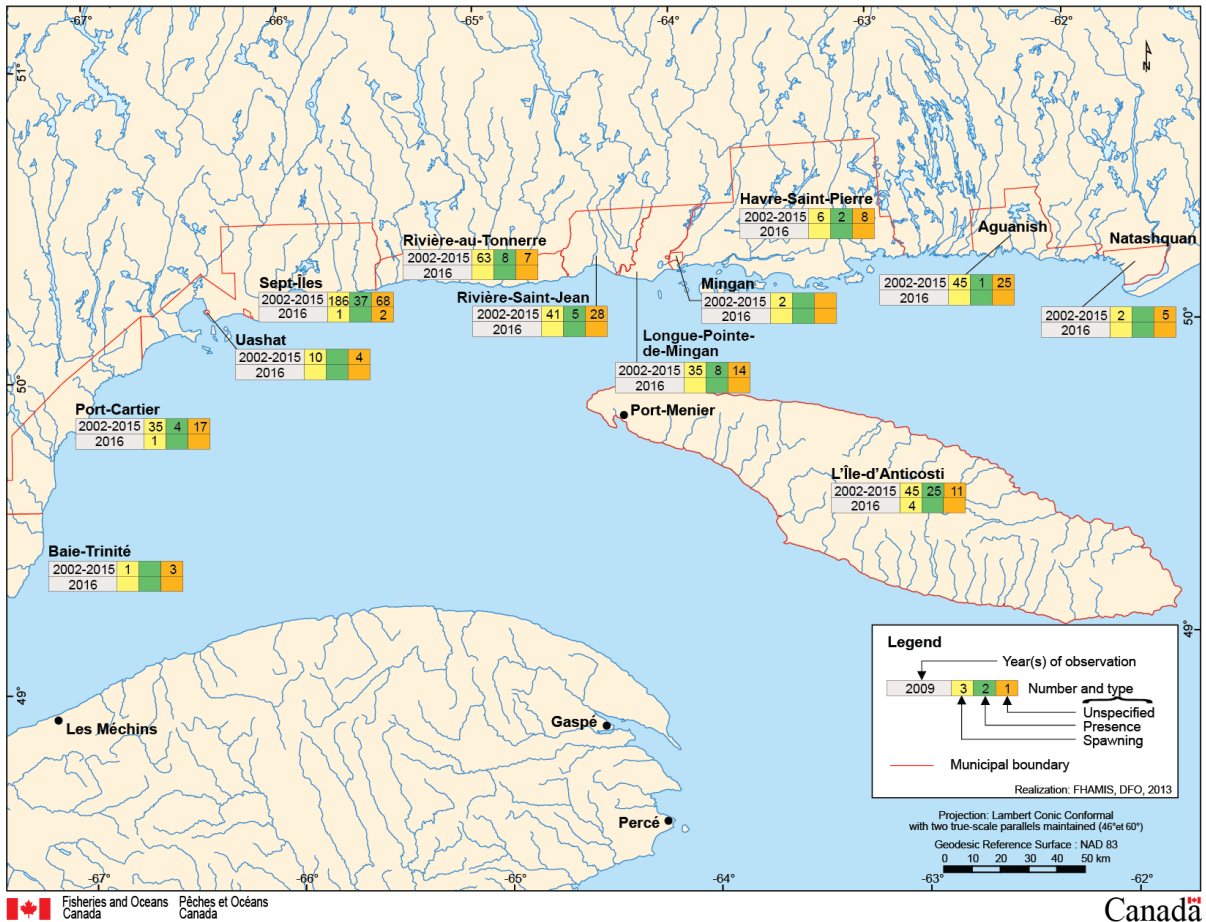 -67° -66° -65° -64° -63° -62°
51°
N
Havre-Saint-Pierre
2002-2015 6 2 8
2016
Aguanish
2002-2015 45 1 25
2016
Natashquan
2002-2015 2 5
2016
Rivière-au-Tonnerre
2002-2015 63 8 7
2016
Sept-Îles
2002-2015 186 37 68
2016 1 2
Rivière-Saint-Jean
2002-2015 41 5 28
2016
Mingan
2002-2015 2
2016
50°
Uashat
2002-2015 10 4
2016
Longue-Pointe-
de-Mingan
2002-2015 35 8 14
2016
50°
Port-Cartier
2002-2015 35 4 17
2016 1
Port-Menier
L'Île-d'Anticosti
2002-2015 45 25 11
2016 4
Baie-Trinité
2002-2015 1 3
2016
49°
49°
Les Méchins
Gaspé
Percé
Legend
Year(s) of observation
2009 3 2 1 Number and type
Unspecified
Presence
Spawning
Municipal boundary
Realization: FHAMIS, DFO, 2013
Projection: Lambert Conic Conformal
with two true-scale parallels maintained (46°et 60°)
Geodesic Reference Surface : NAD 83
0 10 20 30 40 50 km
-67° -66° -65° -64° -63° -62°
Fisheries and Oceans
Canada
Pêches et Océans
Canada
Canada